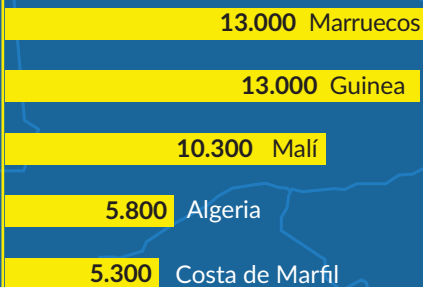 13.000 Marruecos
13.000 Guinea
10.300 Malí
5.800 Algeria
5.300 Costa de Marfil